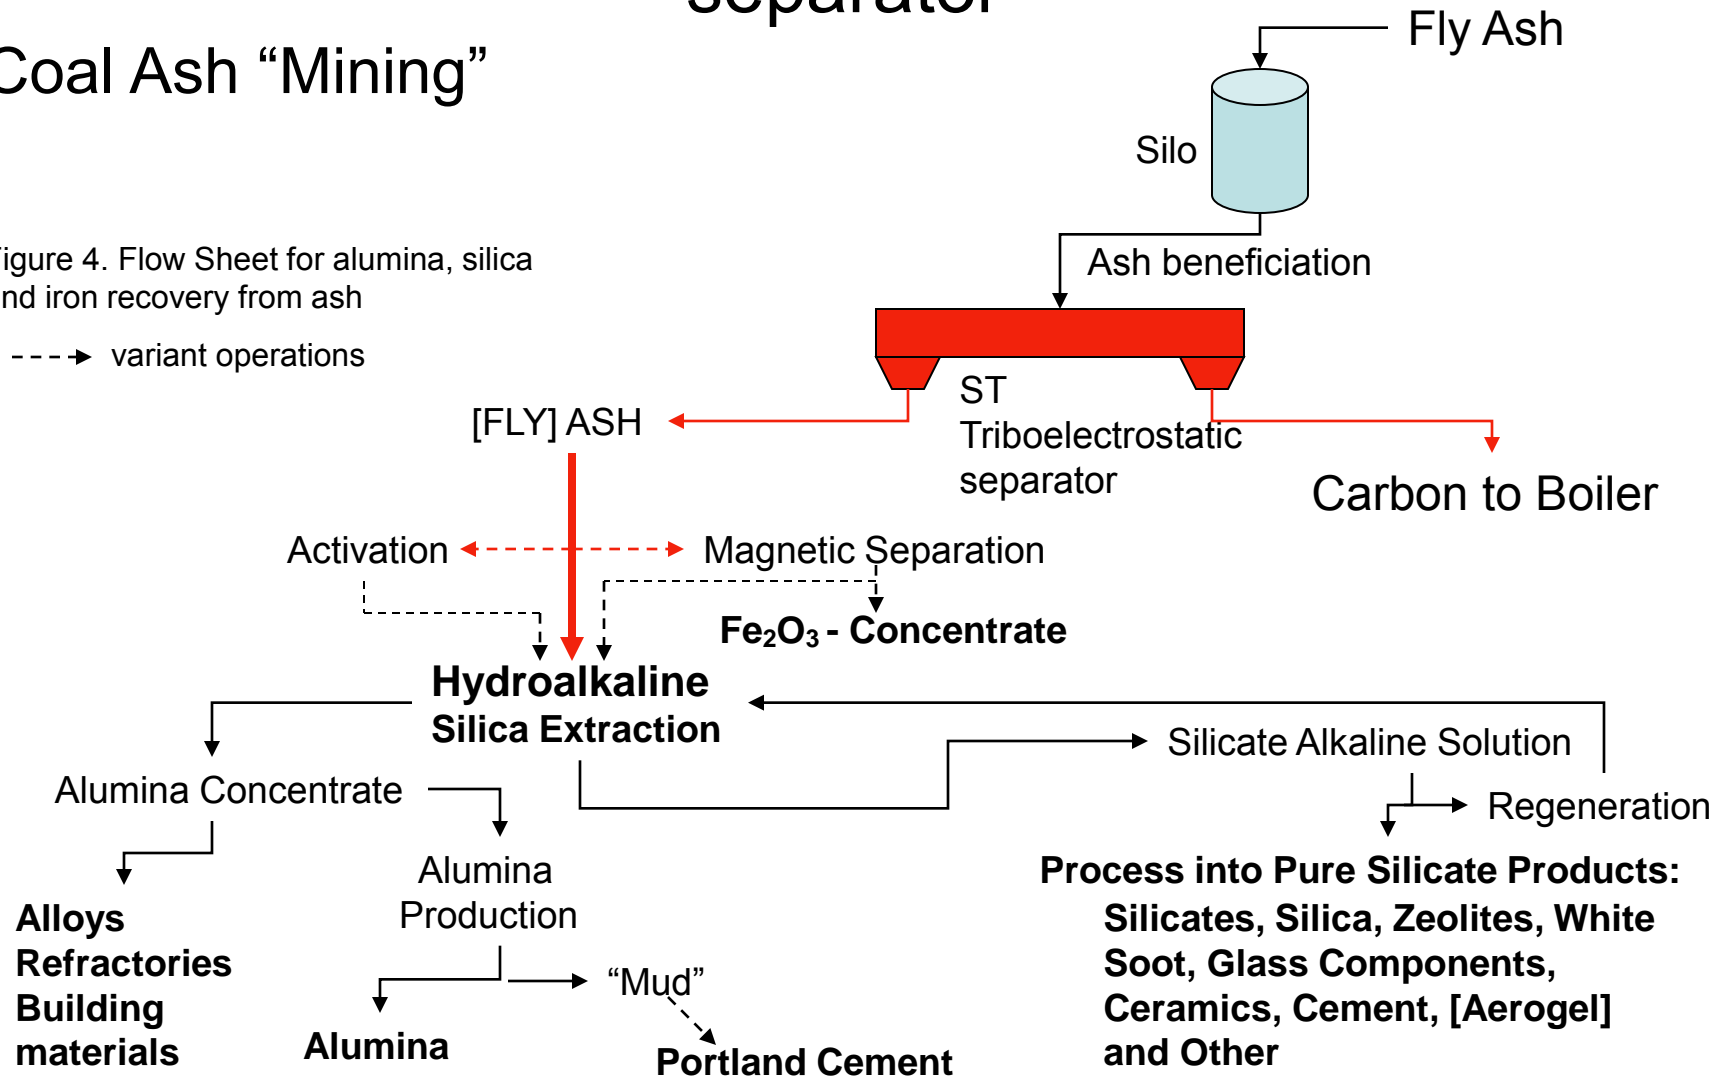 separator
Coal Ash “Mining”
Fly Ash
Silo
Ash beneficiation
Figure 4. Flow Sheet for alumina, silica
and iron recovery from ash
variant operations
ST
Triboelectrostatic
separator
[FLY] ASH
Carbon to Boiler
Activation
Magnetic Separation
Fe₂O₃ - Concentrate
Hydroalkaline
Silica Extraction
Silicate Alkaline Solution
Alumina Concentrate
Regeneration
Alumina
Production
Process into Pure Silicate Products:
Silicates, Silica, Zeolites, White
Soot, Glass Components,
Ceramics, Cement, [Aerogel]
and Other
Alloys
Refractories
Building
materials
“Mud”
Alumina
Portland Cement